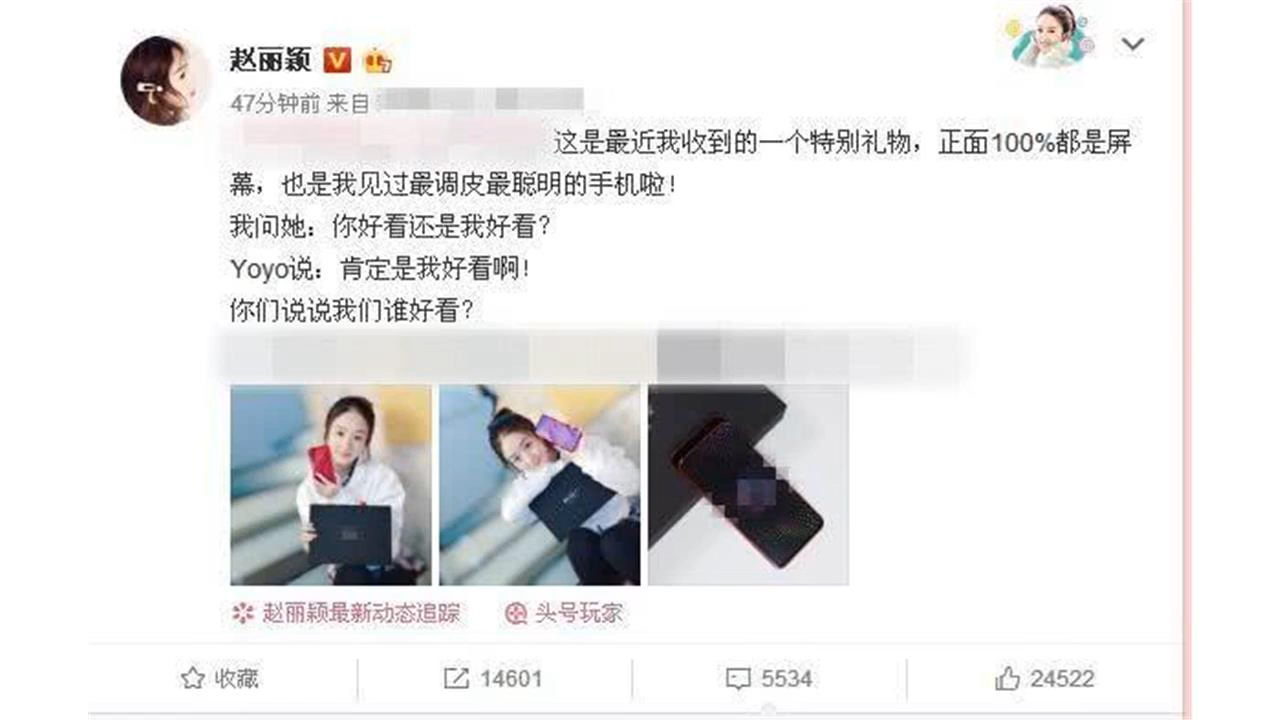 赵丽颖
47分钟前 来自
这是最近我收到的一个特别礼物，正面100%都是屏
幕，也是我见过最调皮最聪明的手机啦！
我问她：你好看还是我好看？
Yoyo说：肯定是我好看啊！
你们说说我们谁好看？
赵丽颖最新动态追踪 头号玩家
收藏 14601 5534 24522